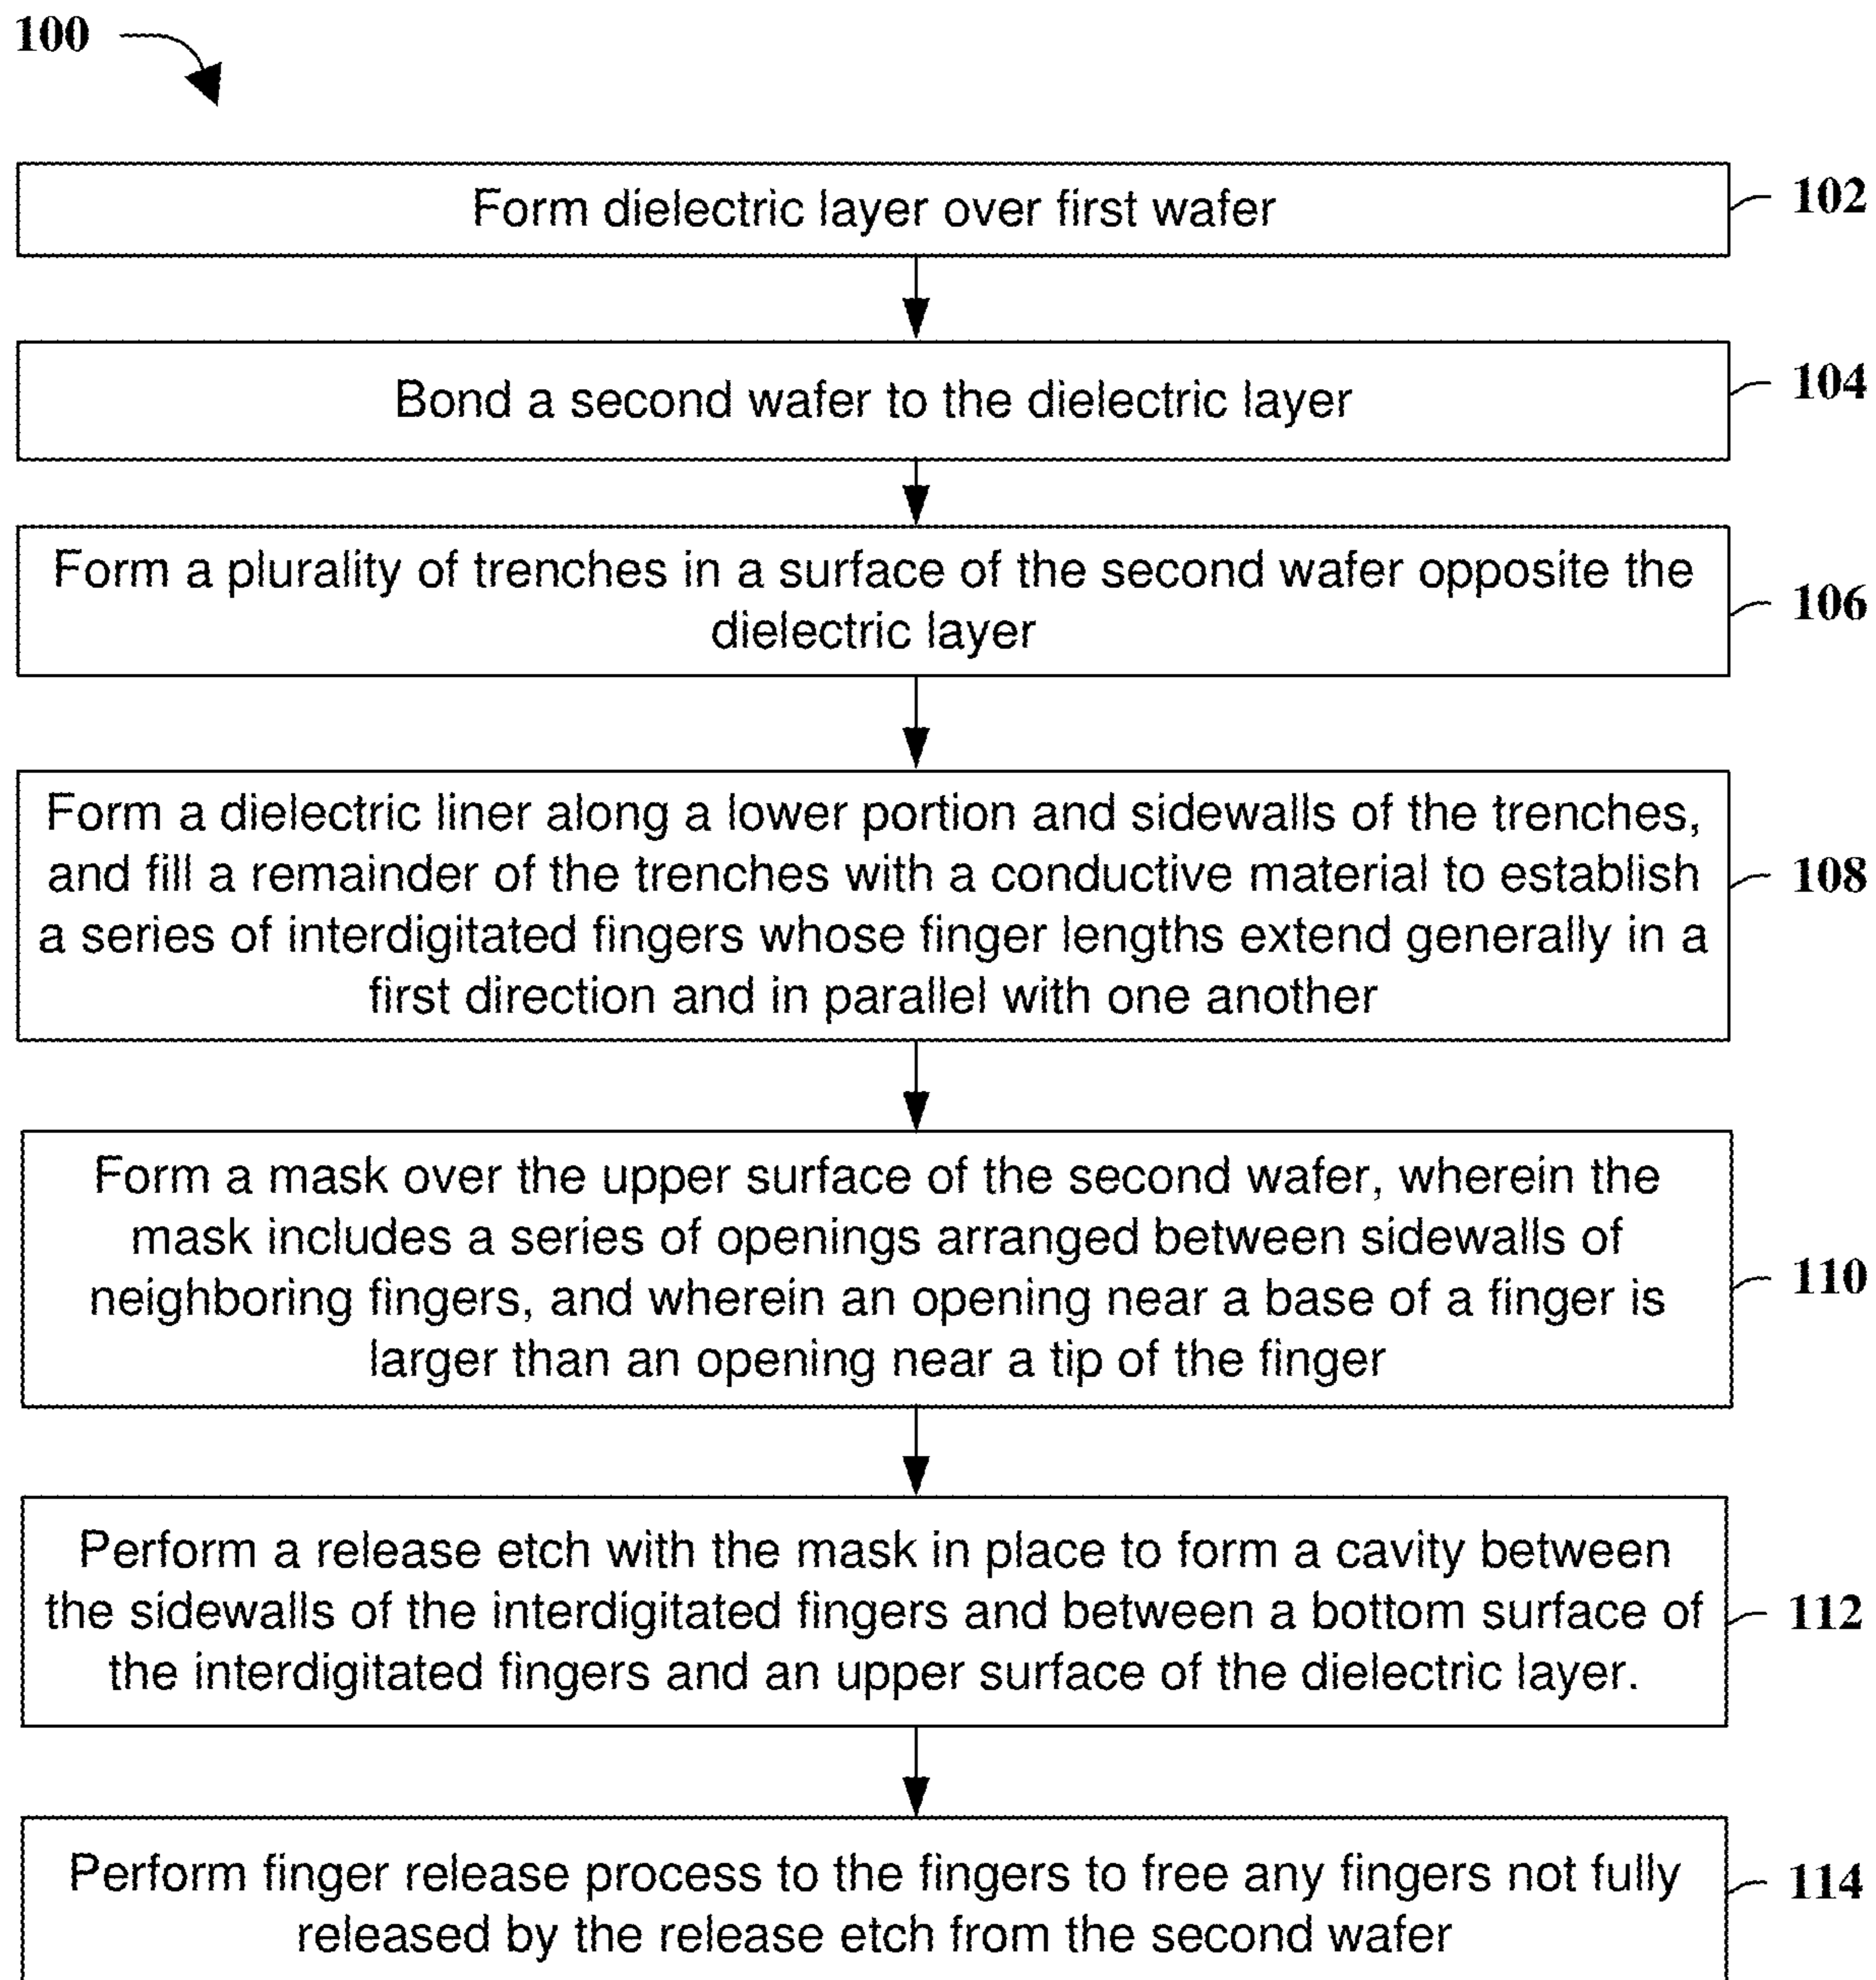 100
Form dielectric layer over first wafer
102
Bond a second wafer to the dielectric layer
104
Form a plurality of trenches in a surface of the second wafer opposite the
dielectric layer
106
Form a dielectric liner along a lower portion and sidewalls of the trenches,
and fill a remainder of the trenches with a conductive material to establish
a series of interdigitated fingers whose finger lengths extend generally in a
first direction and in parallel with one another
108
Form a mask over the upper surface of the second wafer, wherein the
mask includes a series of openings arranged between sidewalls of
neighboring fingers, and wherein an opening near a base of a finger is
larger than an opening near a tip of the finger
110
Perform a release etch with the mask in place to form a cavity between
the sidewalls of the interdigitated fingers and between a bottom surface of
the interdigitated fingers and an upper surface of the dielectric layer.
112
Perform finger release process to the fingers to free any fingers not fully
released by the release etch from the second wafer
114